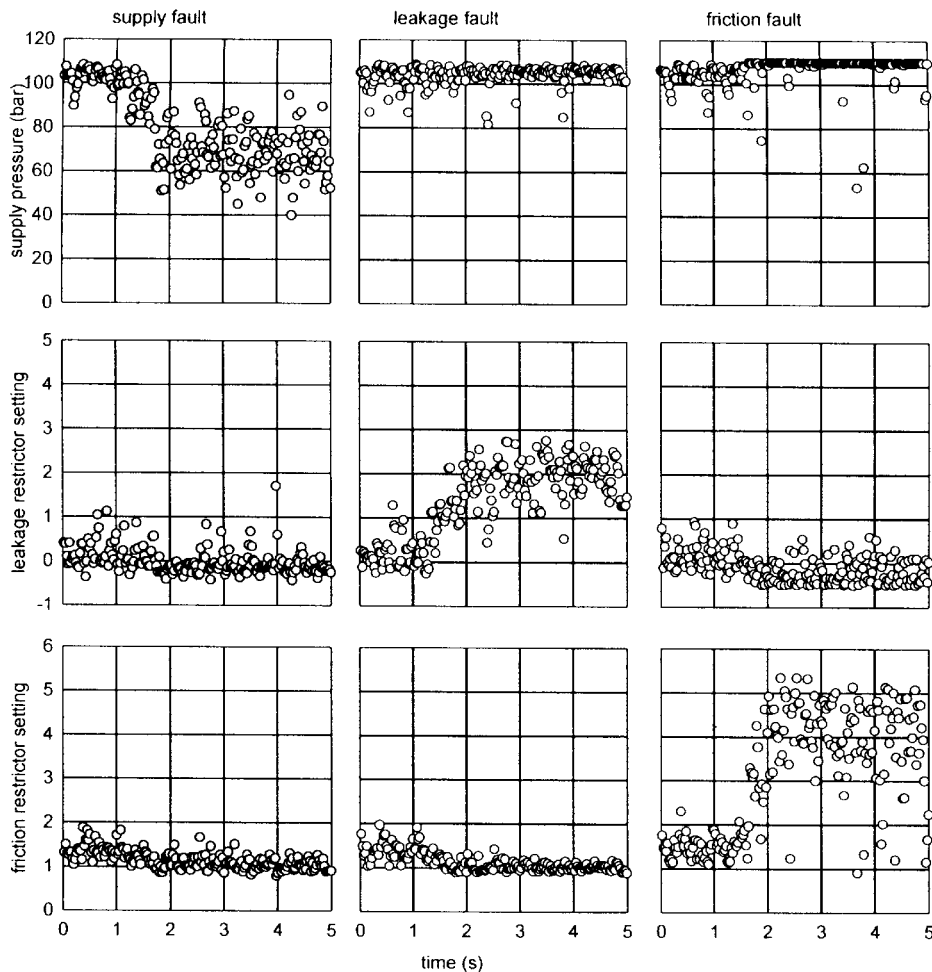 supply fault
leakage fault
friction fault
supply pressure (bar)
120
100
80
60
40
20
0
leakage restrictor setting
5
4
3
2
1
0
-1
friction restrictor setting
6
5
4
3
2
1
0
0 1 2 3 4 5
0 1 2 3 4 5
0 1 2 3 4 5
time (s)